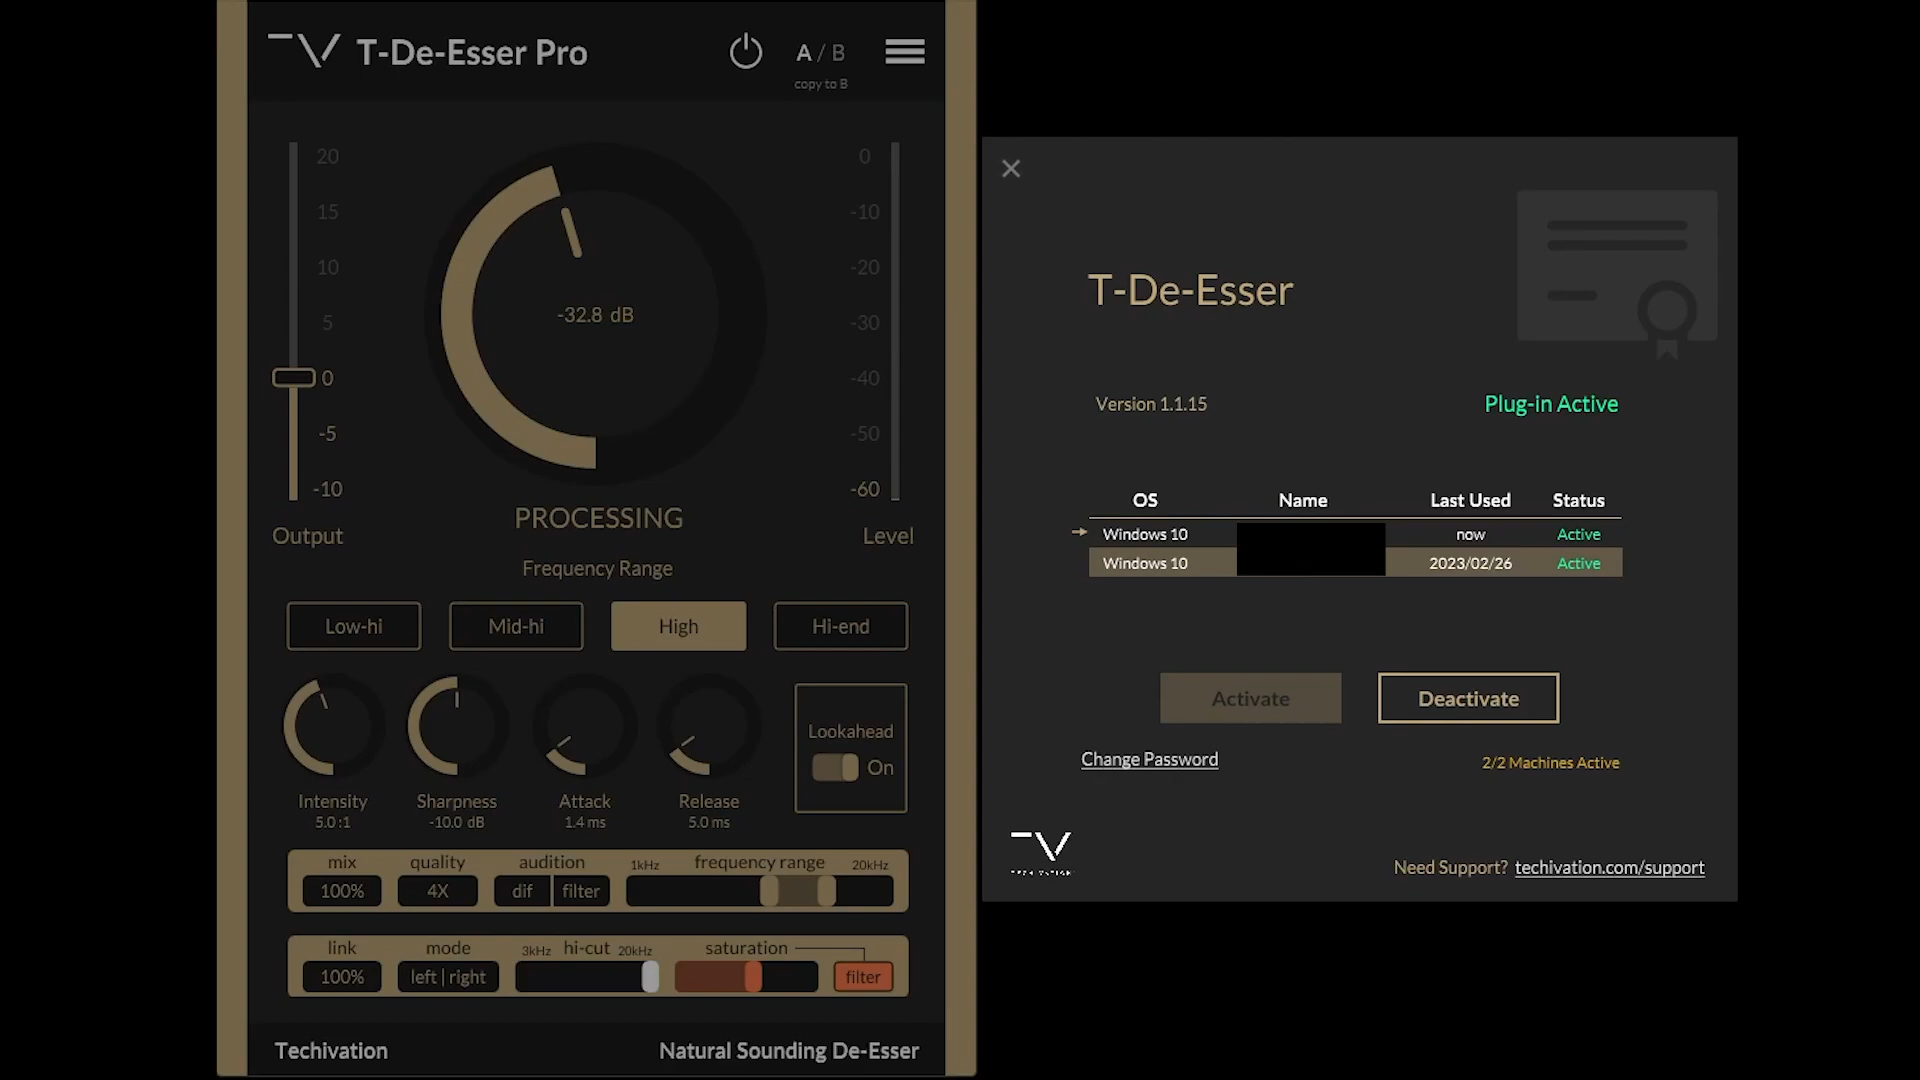 T-De-Esser Pro
A / B
copy to B
20
15
10
5
0
-5
-10
Output
-32.8 dB
PROCESSING
0
-10
-20
-30
-40
-50
-60
Level
Frequency Range
Low-hi
Mid-hi
High
Hi-end
Intensity
5.0 :1
Sharpness
-10.0 dB
Attack
1.4 ms
Release
5.0 ms
Lookahead
On
mix
100%
quality
4X
audition
dif
filter
1kHz frequency range 20kHz
link
100%
mode
left | right
3kHz hi-cut 20kHz
saturation
filter
Techivation
Natural Sounding De-Esser
T-De-Esser
Version 1.1.15
Plug-in Active
OS Name Last Used Status
Windows 10 now Active
Windows 10 2023/02/26 Active
Activate
Deactivate
Change Password
2/2 Machines Active
TECHIVATION
Need Support? techivation.com/support